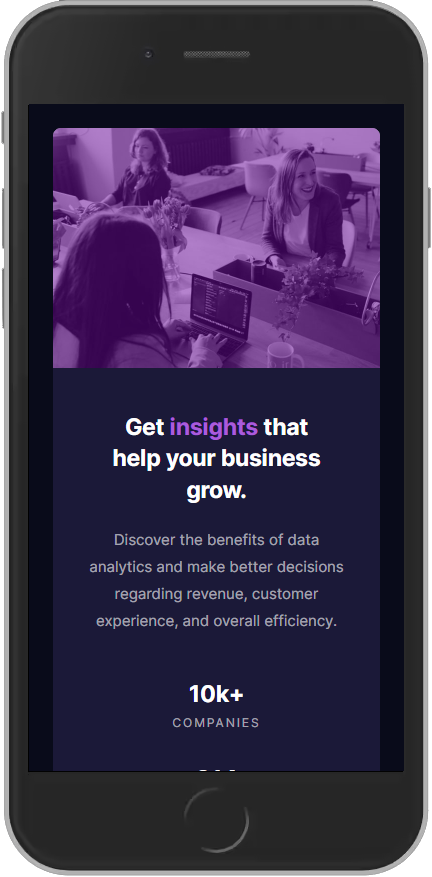 Get insights that
help your business
grow.
Discover the benefits of data
analytics and make better decisions
regarding revenue, customer
experience, and overall efficiency.
10k+
COMPANIES